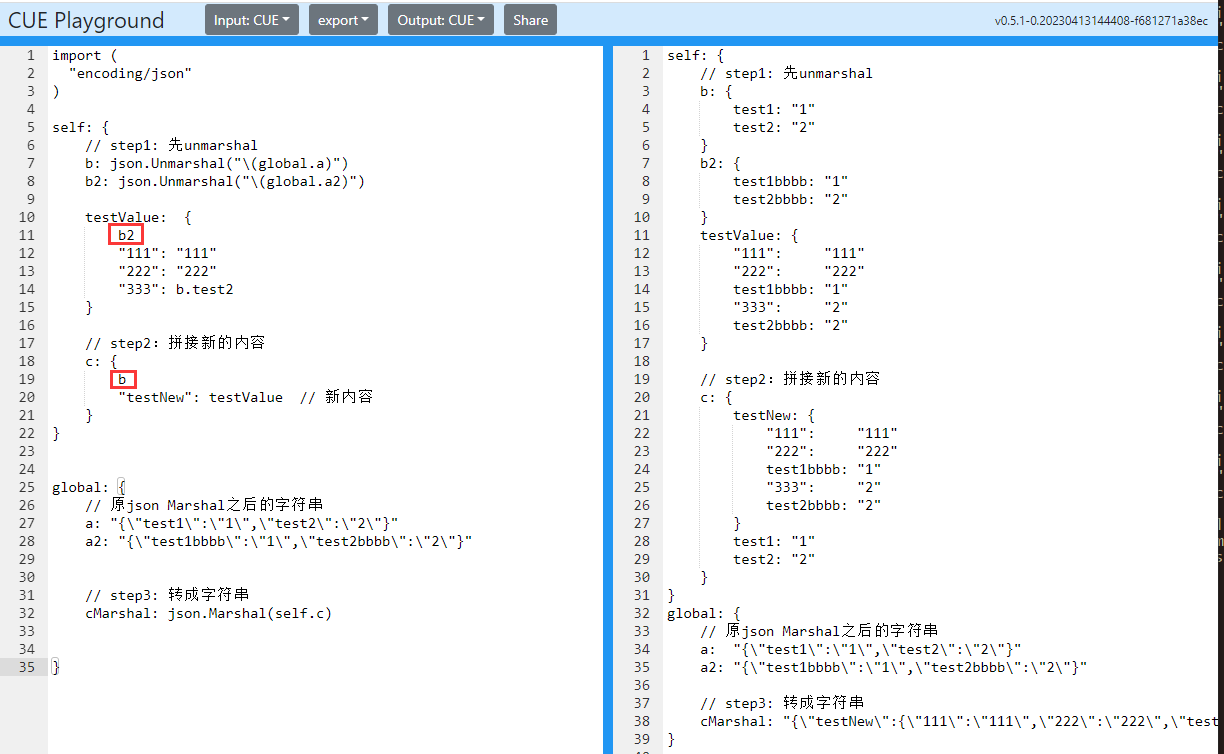 CUE Playground Input: CUE export Output: CUE Share v0.5.1-0.20230413144408-f681271a38ec
1 import (
2   "encoding/json"
3 )
4
5 self: {
6     // step1: 先unmarshal
7     b: json.Unmarshal("\(global.a)")
8     b2: json.Unmarshal("\(global.a2)")
9
10     testValue:  {
11         b2
12         "111": "111"
13         "222": "222"
14         "333": b.test2
15     }
16
17     // step2: 拼接新的内容
18     c: {
19         b
20         "testNew": testValue  // 新内容
21     }
22 }
23
24
25 global: {
26     // 原json Marshal之后的字符串
27     a: "{\"test1\":\"1\",\"test2\":\"2\"}"
28     a2: "{\"test1bbbb\":\"1\",\"test2bbbb\":\"2\"}"
29
30
31     // step3: 转成字符串
32     cMarshal: json.Marshal(self.c)
33
34
35 }
1 self: {
2     // step1: 先unmarshal
3     b: {
4         test1: "1"
5         test2: "2"
6     }
7     b2: {
8         test1bbbb: "1"
9         test2bbbb: "2"
10     }
11     testValue: {
12         "111":     "111"
13         "222":     "222"
14         test1bbbb: "1"
15         "333":     "2"
16         test2bbbb: "2"
17     }
18
19     // step2: 拼接新的内容
20     c: {
21         testNew: {
22             "111":     "111"
23             "222":     "222"
24             test1bbbb: "1"
25             "333":     "2"
26             test2bbbb: "2"
27         }
28         test1: "1"
29         test2: "2"
30     }
31 }
32 global: {
33     // 原json Marshal之后的字符串
34     a:  "{\"test1\":\"1\",\"test2\":\"2\"}"
35     a2: "{\"test1bbbb\":\"1\",\"test2bbbb\":\"2\"}"
36
37     // step3: 转成字符串
38     cMarshal: "{\"testNew\":{\"111\":\"111\",\"222\":\"222\",\"test
39 }